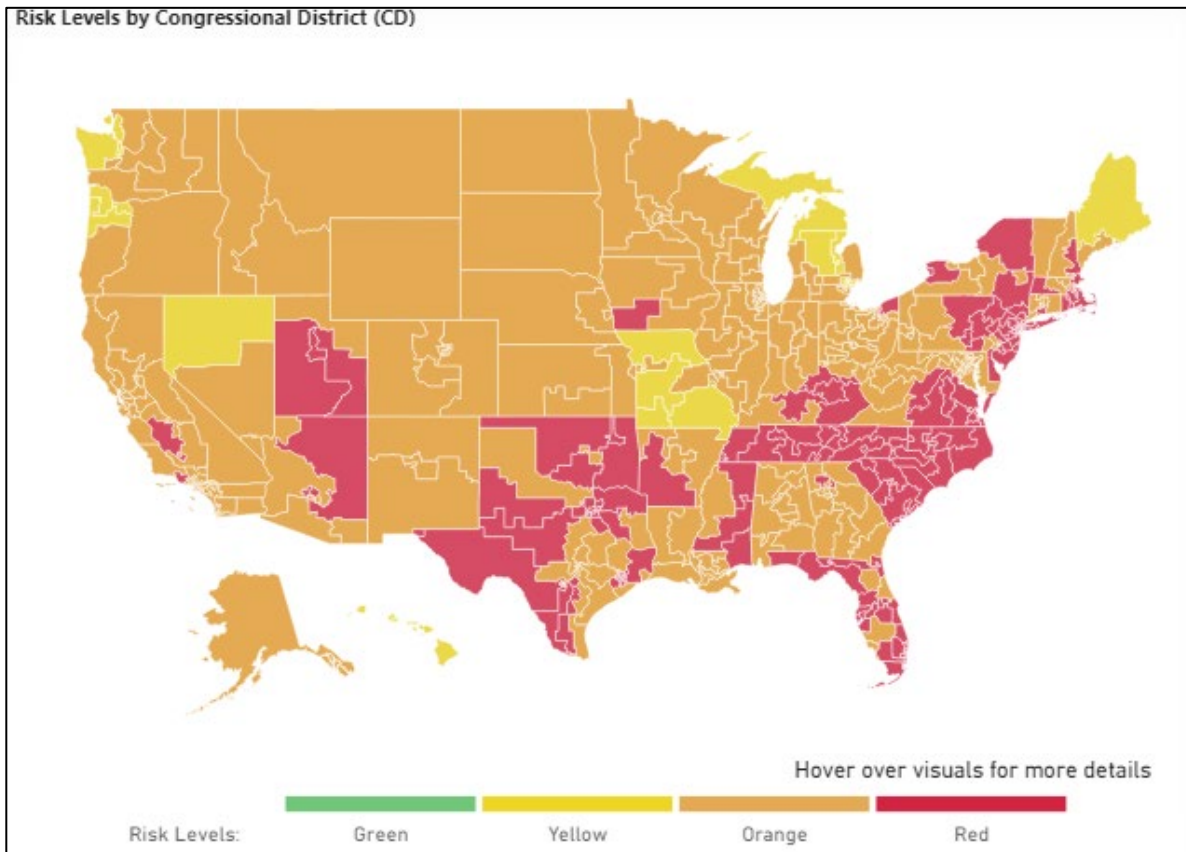 Risk Levels by Congressional District (CD)
Hover over visuals for more details
Risk Levels: Green Yellow Orange Red